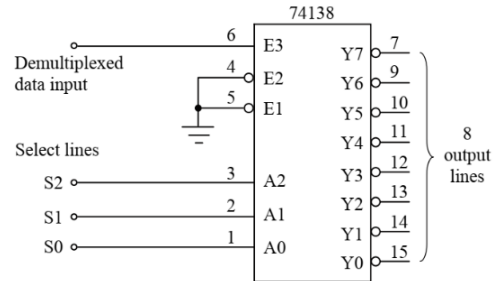 74138
6 E3 Y7 7
Demultiplexed
data input
4 E2 Y6 9
5 E1 Y5 10
Y4 11
8
output
lines
Select lines
S2 3 A2 Y3 12
S1 2 A1 Y2 13
Y1 14
S0 1 A0 Y0 15